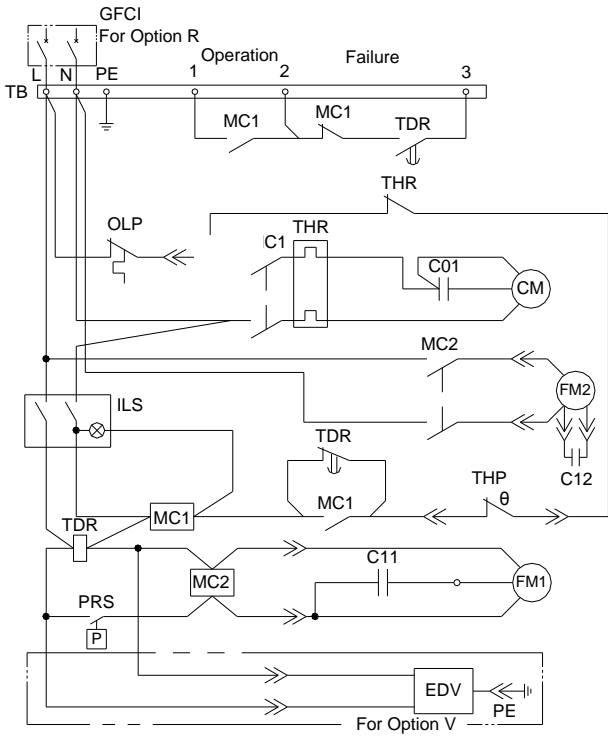 GFCI
For Option R
Operation Failure
L N PE 1 2 3
TB
MC1 MC1 TDR
THR
OLP THR
C1
C01
CM
MC2
ILS
FM2
TDR
C12
THP
θ
MC1 MC1
TDR
C11
MC2 FM1
PRS
P
EDV
PE
For Option V